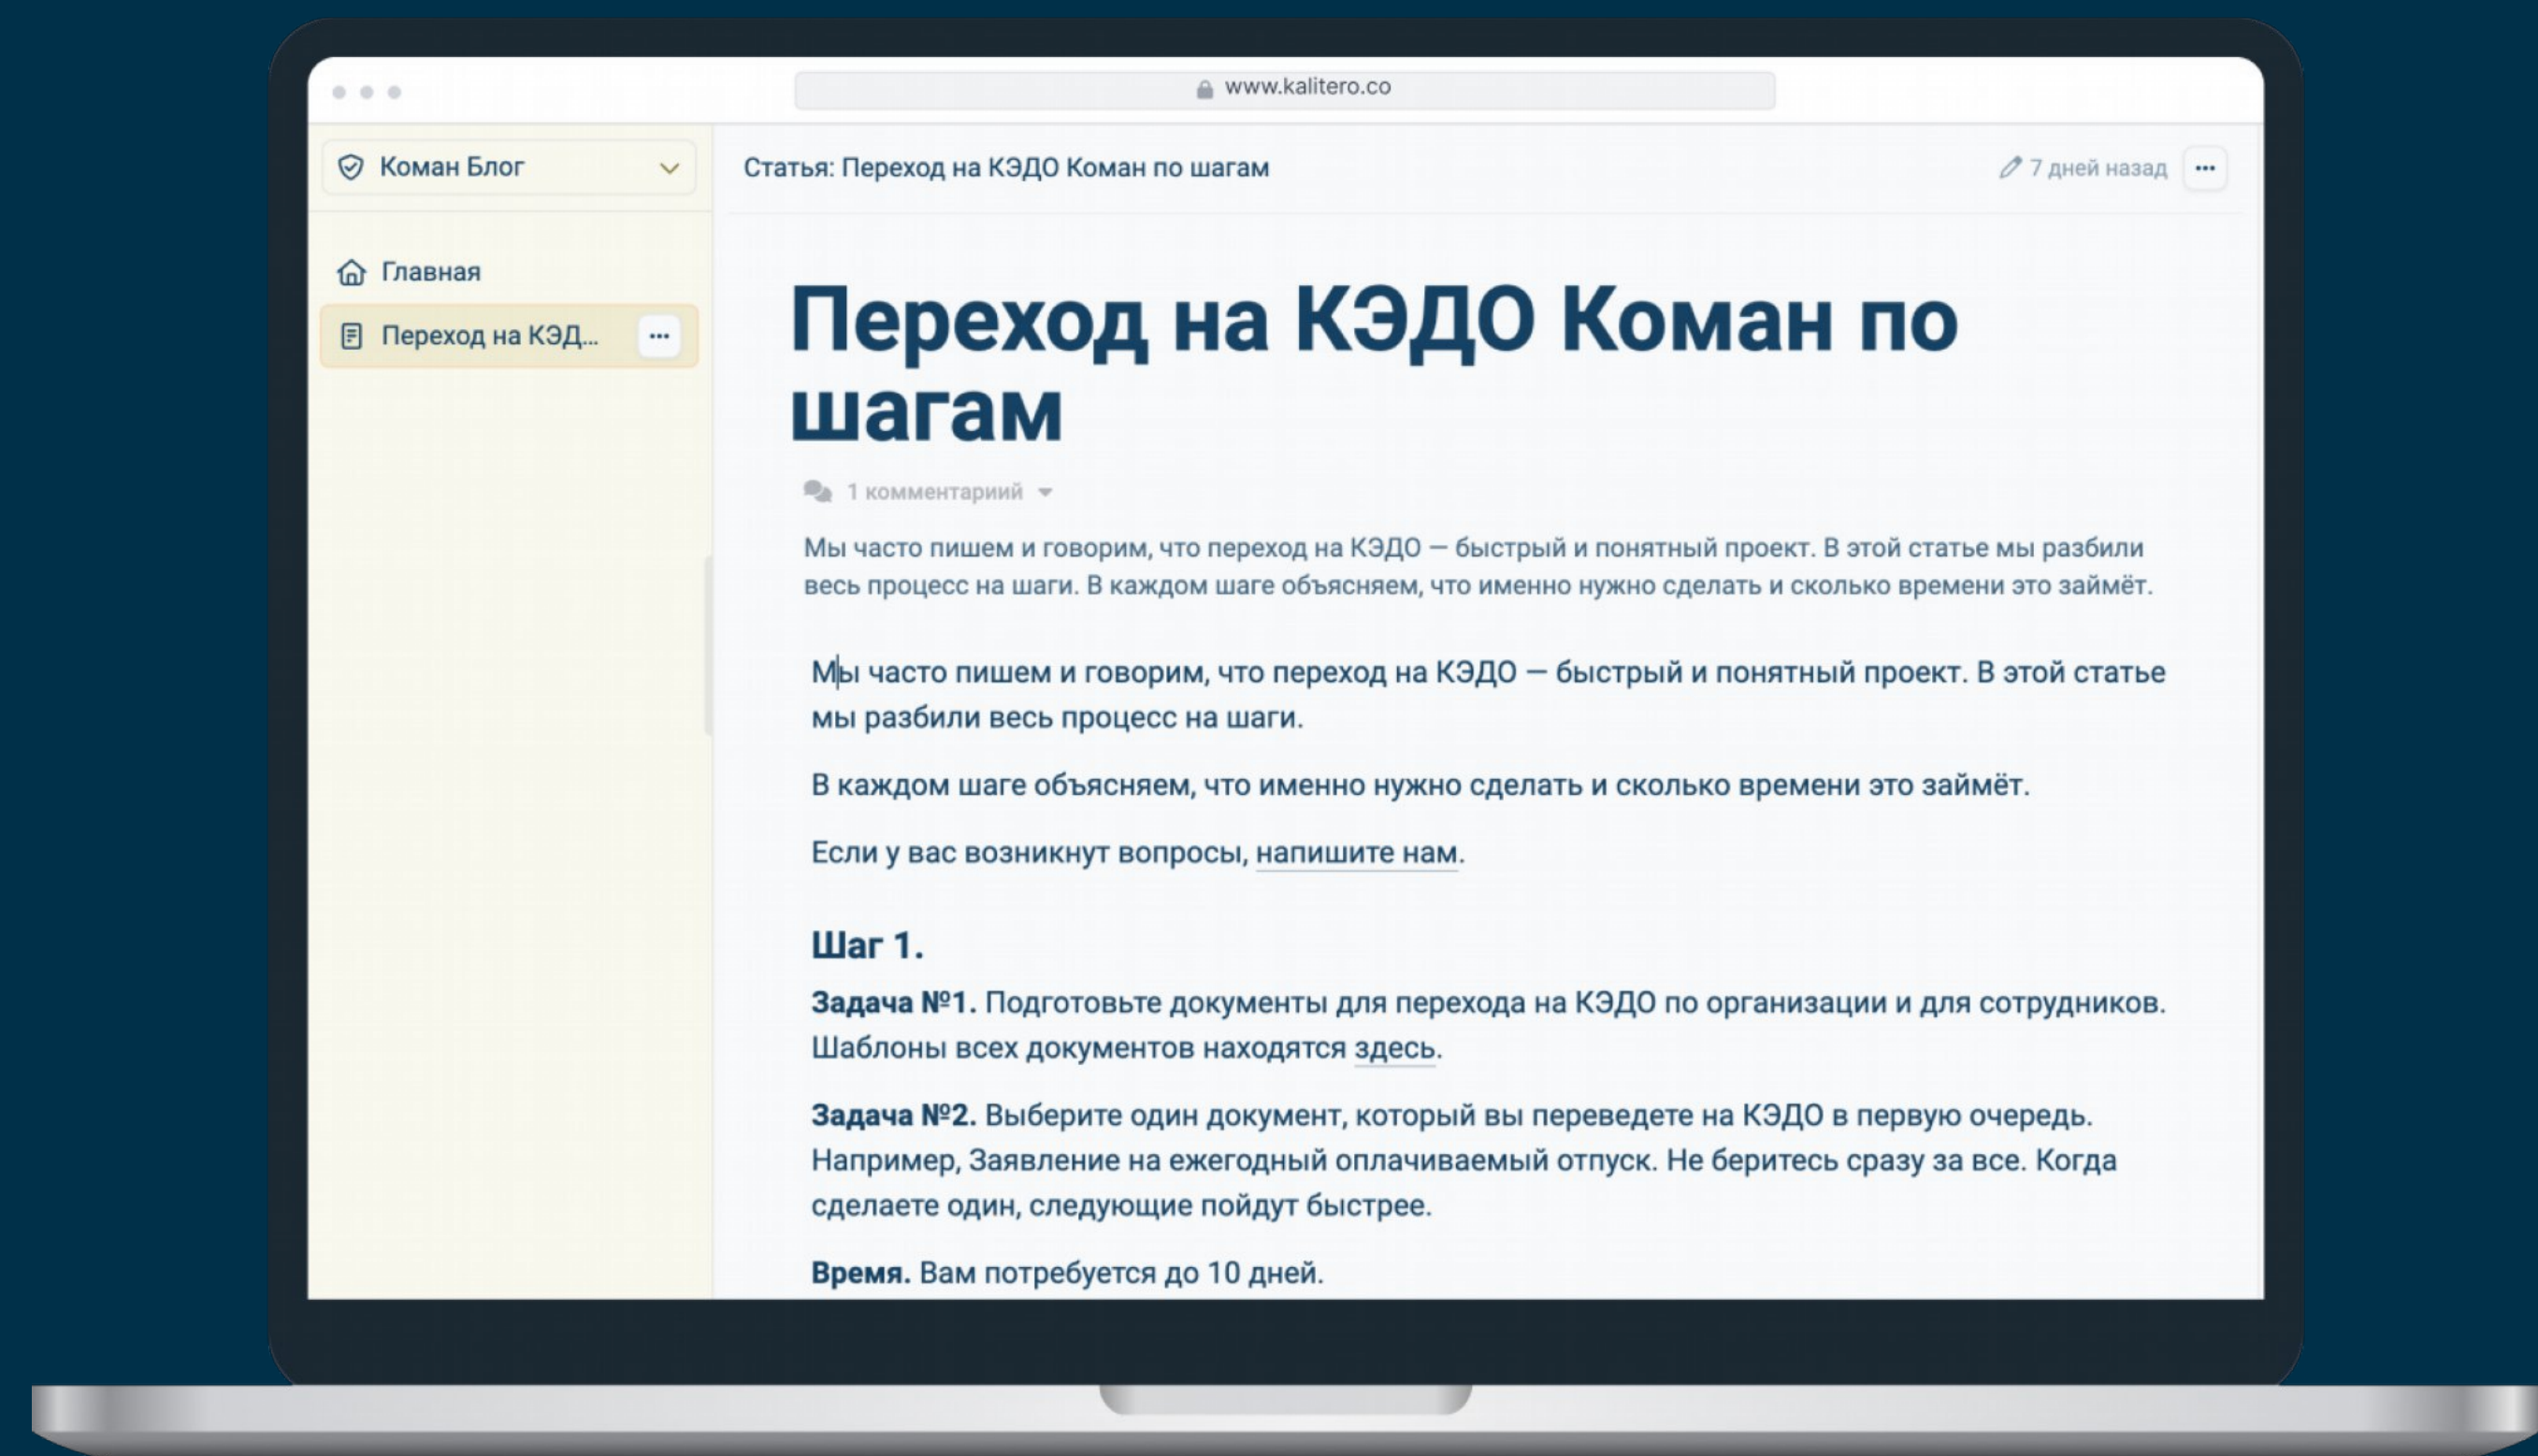 www.kalitero.co
Коман Блог
Статья: Переход на КЭДО Коман по шагам
7 дней назад
Главная
Переход на КЭД...
Переход на КЭДО Коман по
шагам
1 комментариий
Мы часто пишем и говорим, что переход на КЭДО — быстрый и понятный проект. В этой статье мы разбили
весь процесс на шаги. В каждом шаге объясняем, что именно нужно сделать и сколько времени это займёт.
Мы часто пишем и говорим, что переход на КЭДО — быстрый и понятный проект. В этой статье
мы разбили весь процесс на шаги.
В каждом шаге объясняем, что именно нужно сделать и сколько времени это займёт.
Если у вас возникнут вопросы, напишите нам.
Шаг 1.
Задача №1. Подготовьте документы для перехода на КЭДО по организации и для сотрудников.
Шаблоны всех документов находятся здесь.
Задача №2. Выберите один документ, который вы переведете на КЭДО в первую очередь.
Например, Заявление на ежегодный оплачиваемый отпуск. Не беритесь сразу за все. Когда
сделаете один, следующие пойдут быстрее.
Время. Вам потребуется до 10 дней.